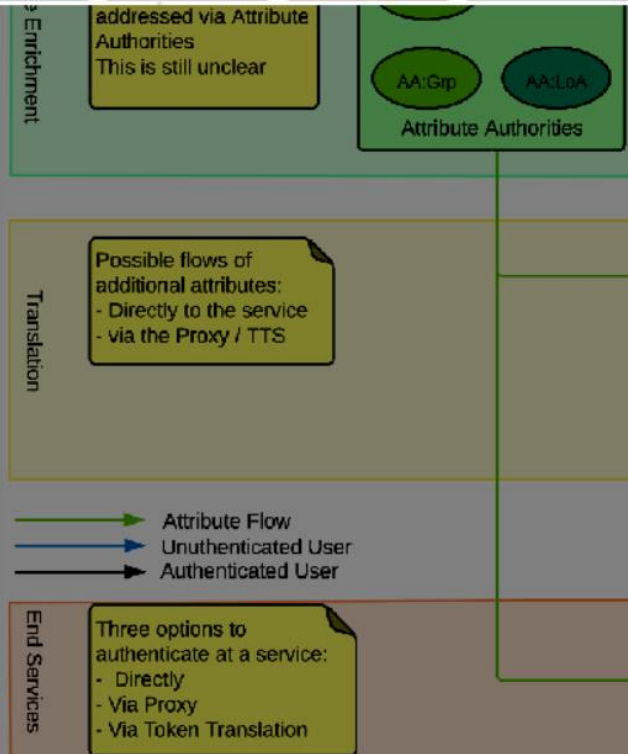 e Enrichment
addressed via Attribute
Authorities
This is still unclear
AA:Grp
AA:LoA
Attribute Authorities
Translation
Possible flows of
additional attributes:
- Directly to the service
- via the Proxy / TTS
Attribute Flow
Unuthenticated User
Authenticated User
End Services
Three options to
authenticate at a service:
- Directly
- Via Proxy
- Via Token Translation